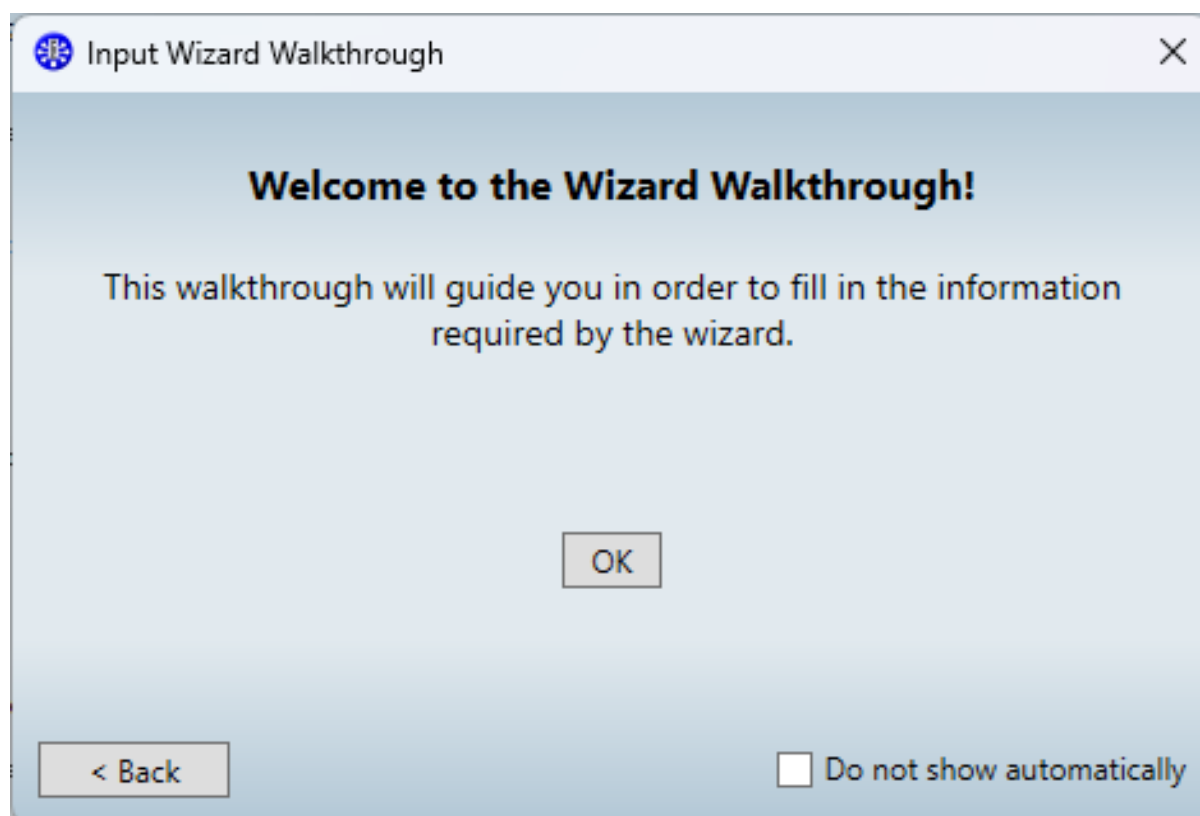 Input Wizard Walkthrough
Welcome to the Wizard Walkthrough!
This walkthrough will guide you in order to fill in the information
required by the wizard.
OK
< Back
Do not show automatically